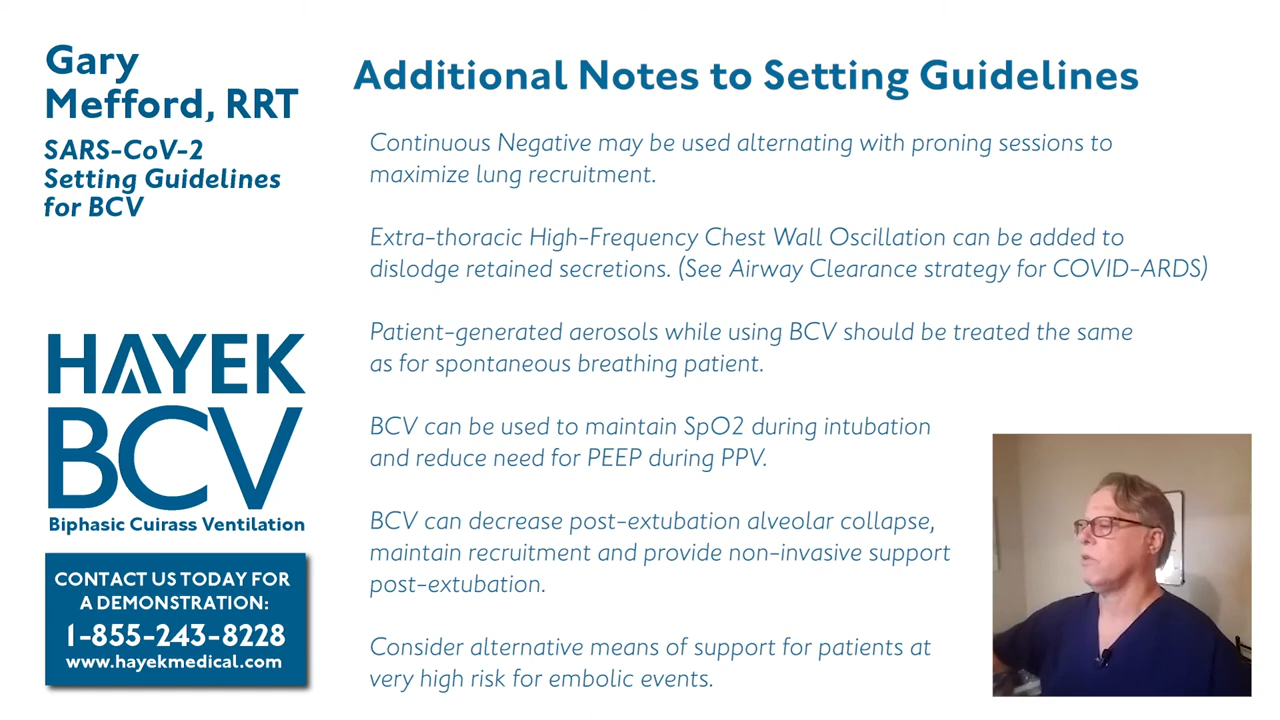 Gary
Mefford, RRT
SARS-CoV-2
Setting Guidelines
for BCV
HAYEK
BCV
Biphasic Cuirass Ventilation
CONTACT US TODAY FOR
A DEMONSTRATION:
1-855-243-8228
www.hayekmedical.com
Additional Notes to Setting Guidelines
Continuous Negative may be used alternating with proning sessions to
maximize lung recruitment.
Extra-thoracic High-Frequency Chest Wall Oscillation can be added to
dislodge retained secretions. (See Airway Clearance strategy for COVID-ARDS)
Patient-generated aerosols while using BCV should be treated the same
as for spontaneous breathing patient.
BCV can be used to maintain SpO2 during intubation
and reduce need for PEEP during PPV.
BCV can decrease post-extubation alveolar collapse,
maintain recruitment and provide non-invasive support
post-extubation.
Consider alternative means of support for patients at
very high risk for embolic events.